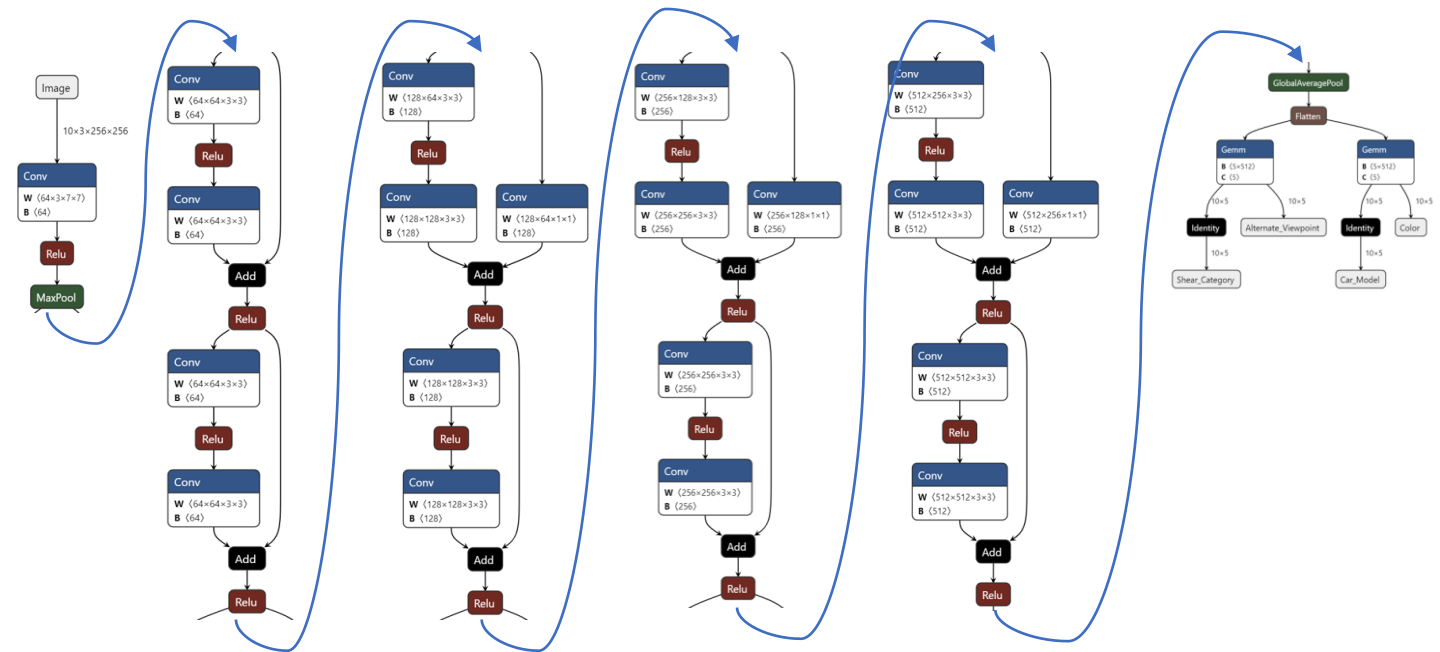 Image
10×3×256×256
Conv
W ⟨64×3×7×7⟩
B ⟨64⟩
Relu
MaxPool
Conv
W ⟨64×64×3×3⟩
B ⟨64⟩
Relu
Conv
W ⟨64×64×3×3⟩
B ⟨64⟩
Add
Relu
Conv
W ⟨64×64×3×3⟩
B ⟨64⟩
Relu
Conv
W ⟨64×64×3×3⟩
B ⟨64⟩
Add
Relu
Conv
W ⟨128×64×3×3⟩
B ⟨128⟩
Relu
Conv
W ⟨128×128×3×3⟩
B ⟨128⟩
Conv
W ⟨128×64×1×1⟩
B ⟨128⟩
Add
Relu
Conv
W ⟨128×128×3×3⟩
B ⟨128⟩
Relu
Conv
W ⟨128×128×3×3⟩
B ⟨128⟩
Add
Relu
Conv
W ⟨256×128×3×3⟩
B ⟨256⟩
Relu
Conv
W ⟨256×256×3×3⟩
B ⟨256⟩
Conv
W ⟨256×128×1×1⟩
B ⟨256⟩
Add
Relu
Conv
W ⟨256×256×3×3⟩
B ⟨256⟩
Relu
Conv
W ⟨256×256×3×3⟩
B ⟨256⟩
Add
Relu
Conv
W ⟨512×256×3×3⟩
B ⟨512⟩
Relu
Conv
W ⟨512×512×3×3⟩
B ⟨512⟩
Conv
W ⟨512×256×1×1⟩
B ⟨512⟩
Add
Relu
Conv
W ⟨512×512×3×3⟩
B ⟨512⟩
Relu
Conv
W ⟨512×512×3×3⟩
B ⟨512⟩
Add
Relu
GlobalAveragePool
Flatten
Gemm
B ⟨5×512⟩
C ⟨5⟩
10×5
10×5
Identity
Alternate_Viewpoint
10×5
Shear_Category
Gemm
B ⟨5×512⟩
C ⟨5⟩
10×5
10×5
Identity
Color
10×5
Car_Model